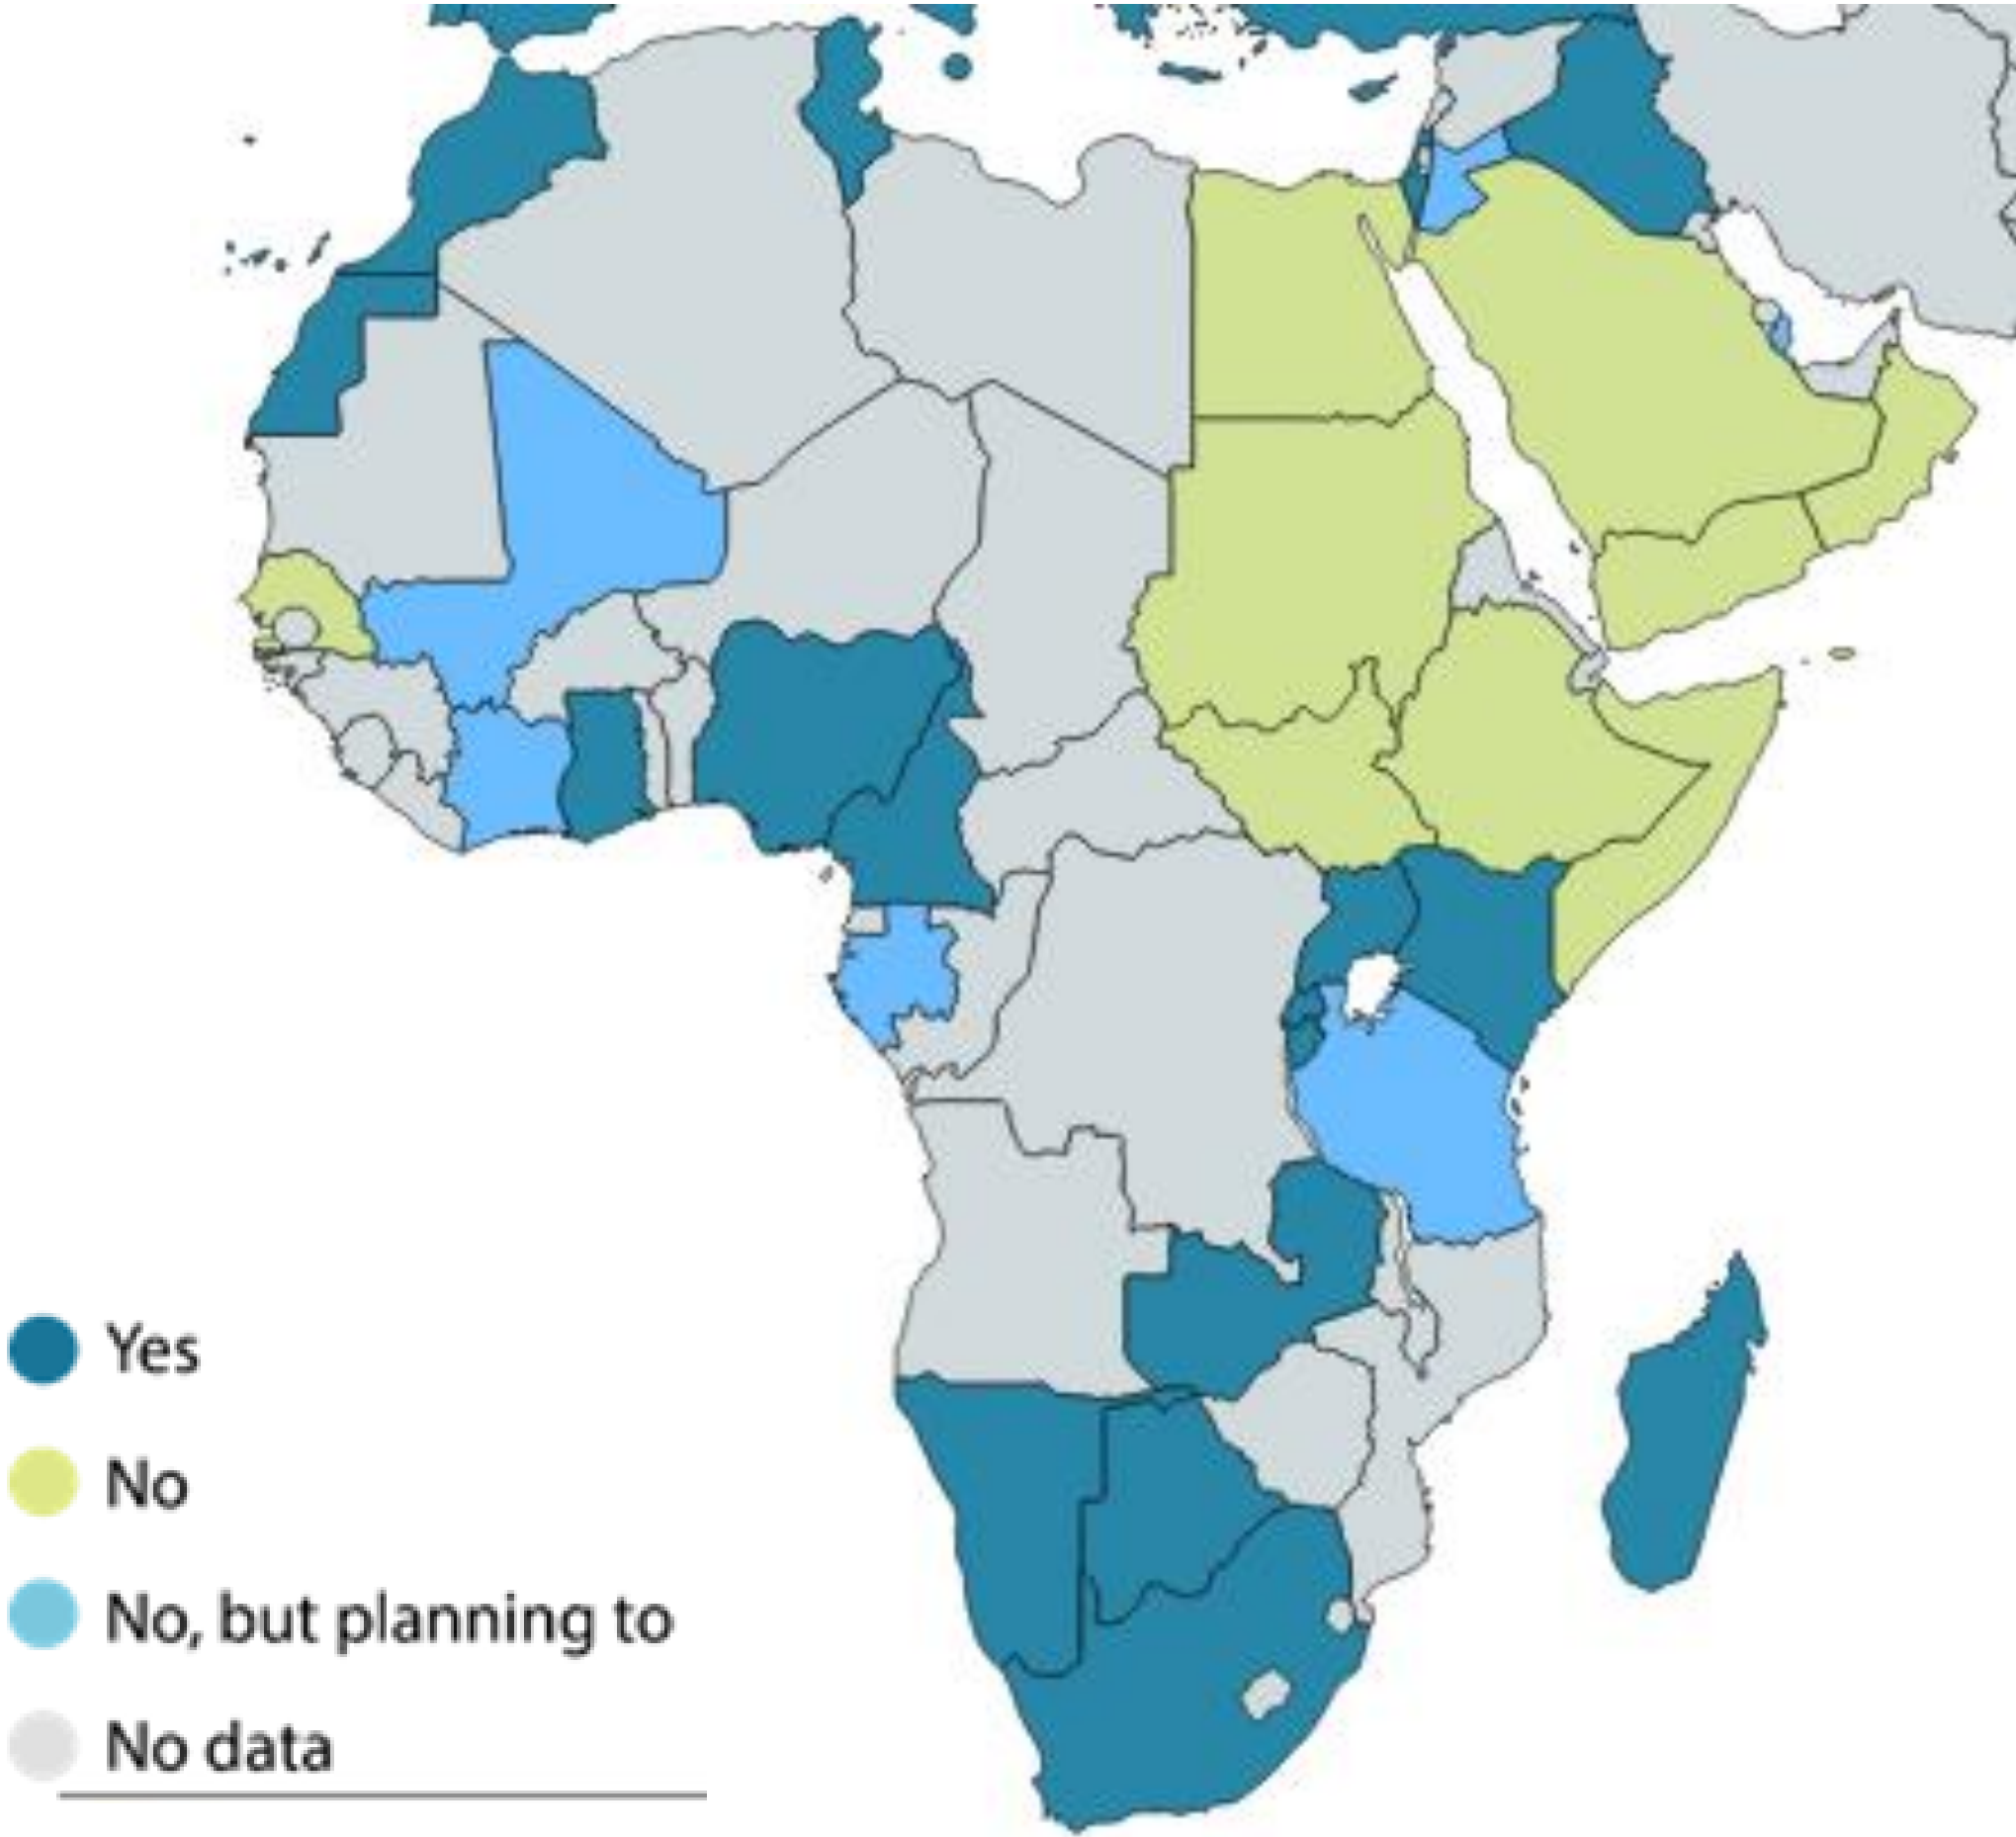 Yes
No
No, but planning to
No data